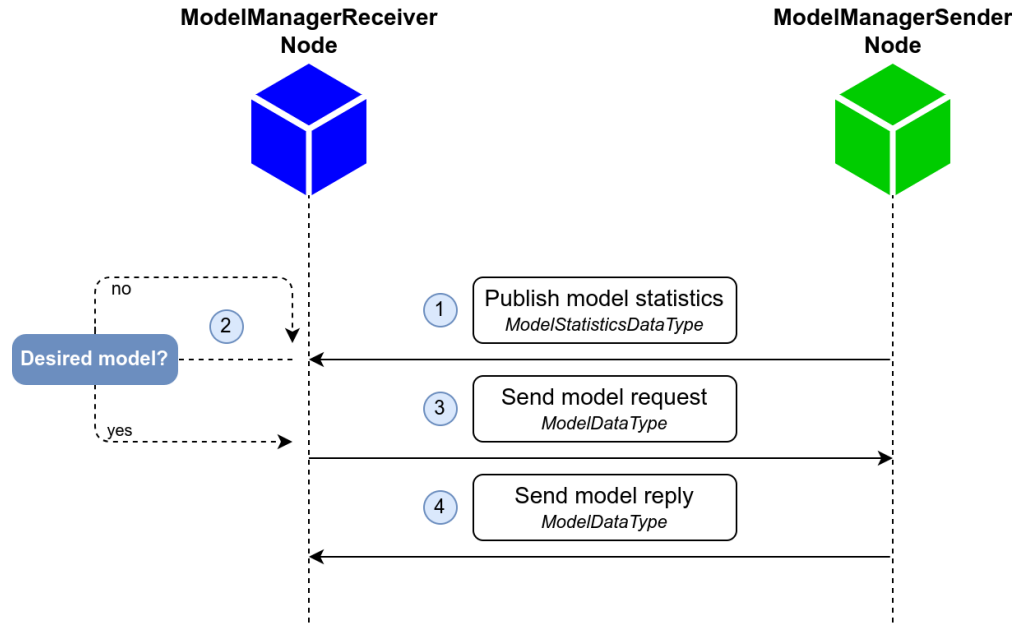 ModelManagerReceiver
Node
ModelManagerSender
Node
no
1
Publish model statistics
ModelStatisticsDataType
2
Desired model?
3
Send model request
ModelDataType
yes
4
Send model reply
ModelDataType